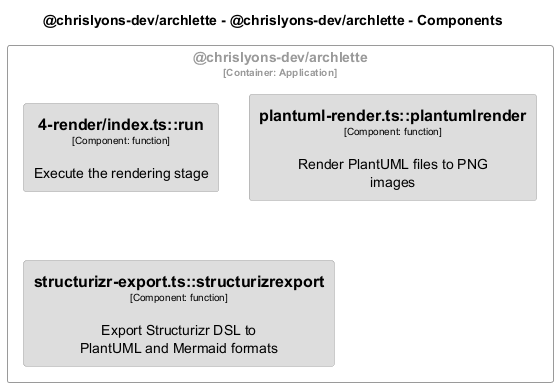 @chrislyons-dev/archlette - @chrislyons-dev/archlette - Components
@chrislyons-dev/archlette
[Container: Application]
4-render/index.ts::run
[Component: function]
Execute the rendering stage
plantuml-render.ts::plantumlrender
[Component: function]
Render PlantUML files to PNG
images
structurizr-export.ts::structurizrexport
[Component: function]
Export Structurizr DSL to
PlantUML and Mermaid formats